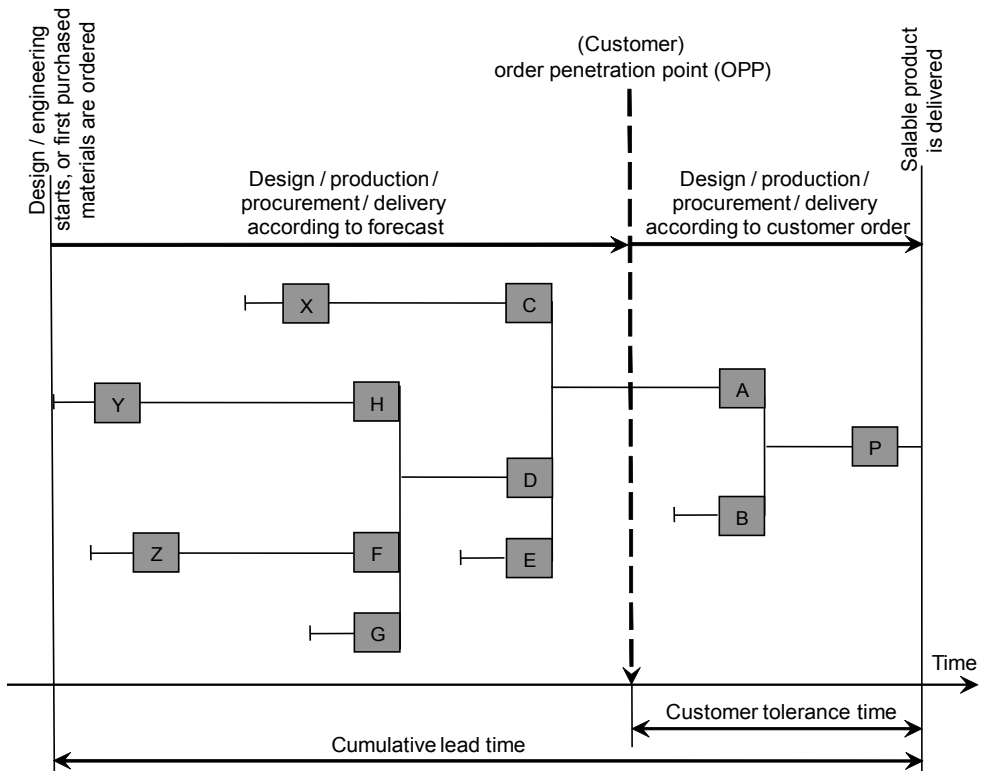 Design / engineering
starts, or first purchased
materials are ordered
(Customer)
order penetration point (OPP)
Salable product
is delivered
Design / production /
procurement / delivery
according to forecast
Design / production /
procurement / delivery
according to customer order
X
C
A
Y
H
P
D
B
Z
F
E
G
Time
Customer tolerance time
Cumulative lead time